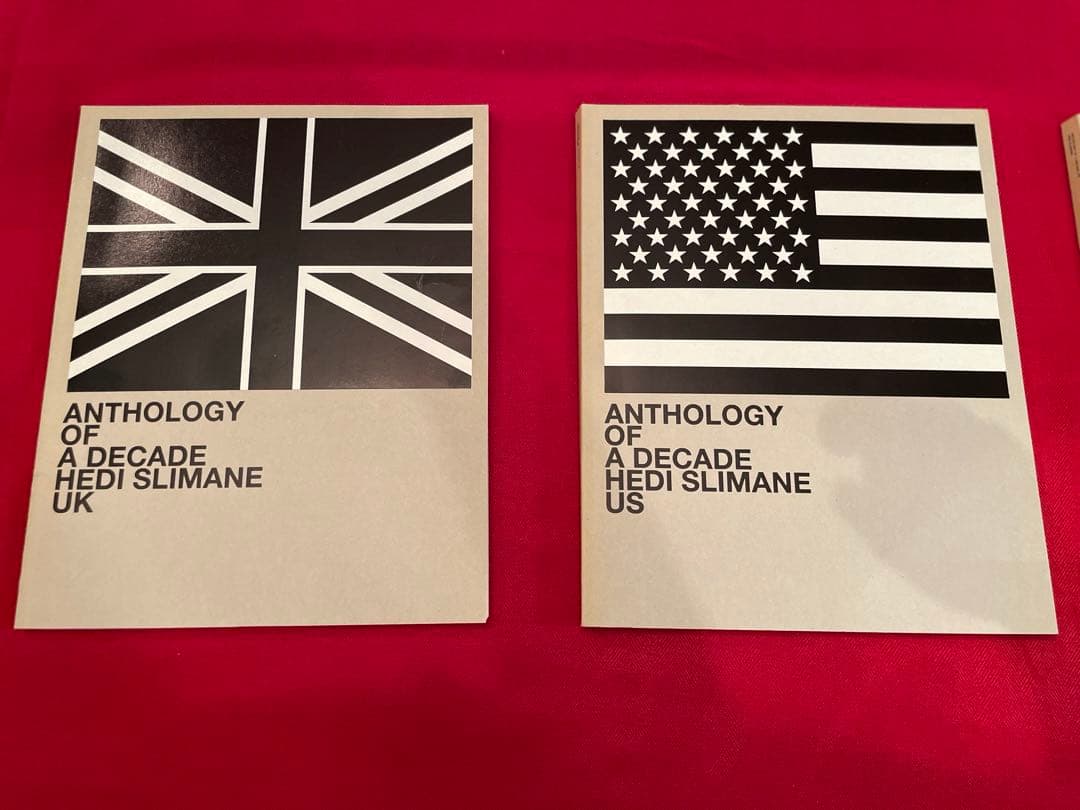 ANTHOLOGY
OF
A DECADE
HEDI SLIMANE
UK
ANTHOLOGY
OF
A DECADE
HEDI SLIMANE
US